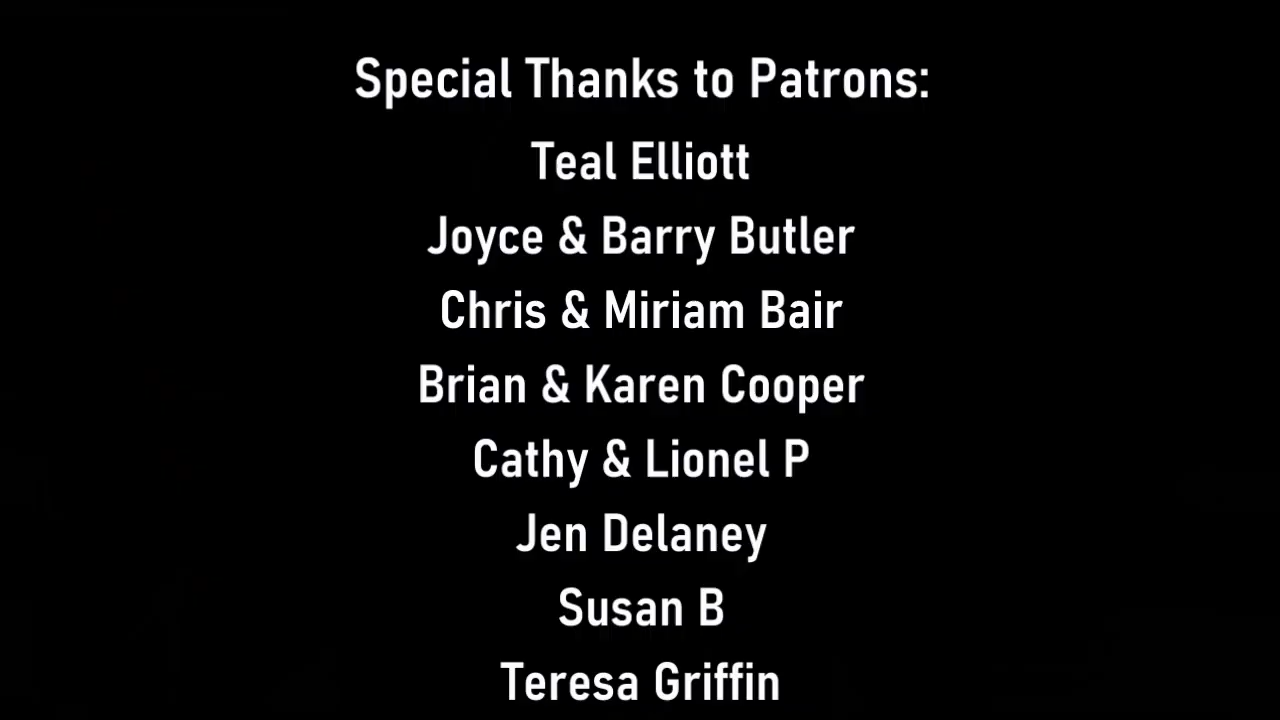 Special Thanks to Patrons:
Teal Elliott
Joyce & Barry Butler
Chris & Miriam Bair
Brian & Karen Cooper
Cathy & Lionel P
Jen Delaney
Susan B
Teresa Griffin